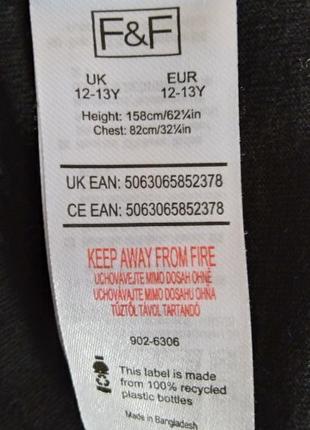 F&F
UK EUR
12-13Y 12-13Y
Height: 158cm/62¼in
Chest: 82cm/32¼in
UK EAN: 5063065852378
CE EAN: 5063065852378
KEEP AWAY FROM FIRE
UCHOVÁVEJTE MIMO DOSAH OHNĚ
UCHOVÁVAJTE MIMO DOSAHU OHŇA
TŰZTŐL TÁVOL TARTANDÓ
902-6306
This label is made
from 100% recycled
plastic bottles
Made in Bangladesh